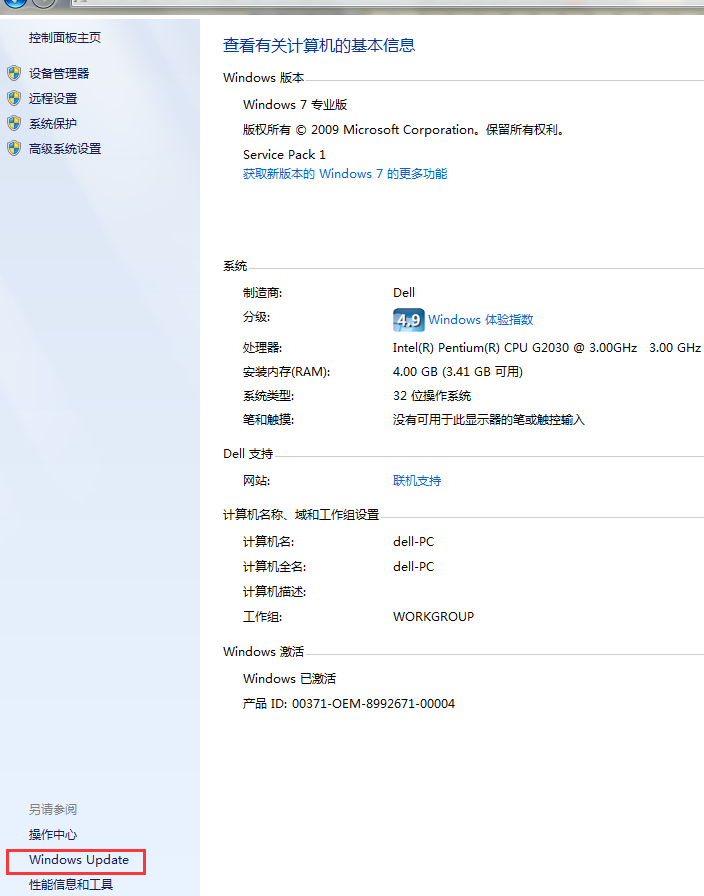 控制面板主页
设备管理器
远程设置
系统保护
高级系统设置
另请参阅
操作中心
Windows Update
性能信息和工具
查看有关计算机的基本信息
Windows 版本
Windows 7 专业版
版权所有 © 2009 Microsoft Corporation。保留所有权利。
Service Pack 1
获取新版本的 Windows 7 的更多功能
系统
制造商: Dell
分级: 4.9 Windows 体验指数
处理器: Intel(R) Pentium(R) CPU G2030 @ 3.00GHz 3.00 GHz
安装内存(RAM): 4.00 GB (3.41 GB 可用)
系统类型: 32 位操作系统
笔和触摸: 没有可用于此显示器的笔或触控输入
Dell 支持
网站: 联机支持
计算机名称、域和工作组设置
计算机名: dell-PC
计算机全名: dell-PC
计算机描述:
工作组: WORKGROUP
Windows 激活
Windows 已激活
产品 ID: 00371-OEM-8992671-00004